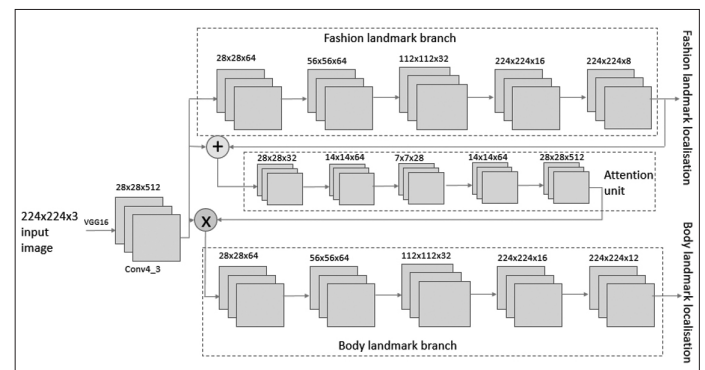 Fashion landmark branch
28x28x64
56x56x64
112x112x32
224x224x16
224x224x8
Fashion landmark localisation
+
28x28x32
14x14x64
7x7x28
14x14x64
28x28x512
Attention
unit
224x224x3
input
image
VGG16
28x28x512
Conv4_3
X
28x28x64
56x56x64
112x112x32
224x224x16
224x224x12
Body landmark branch
Body landmark localisation